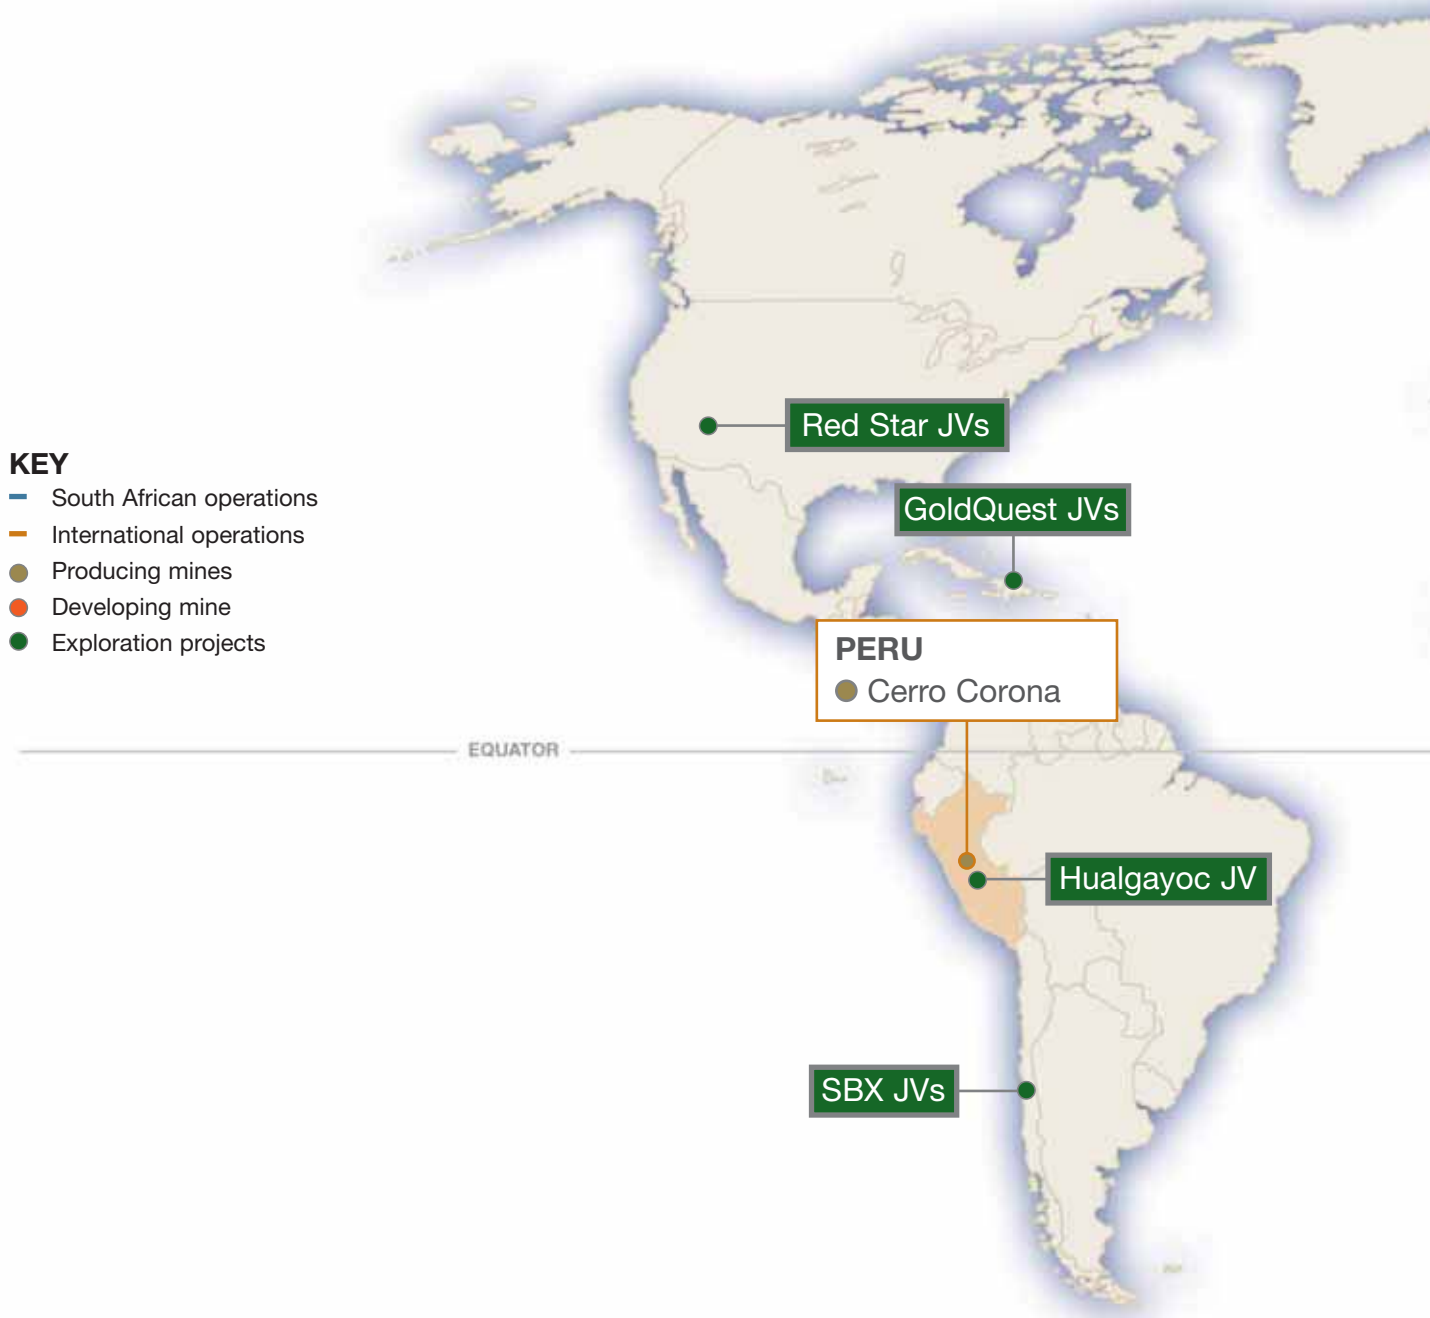 Red Star JVs
KEY
South African operations
International operations
Producing mines
Developing mine
Exploration projects
GoldQuest JVs
PERU
Cerro Corona
EQUATOR
Hualgayoc JV
SBX JVs